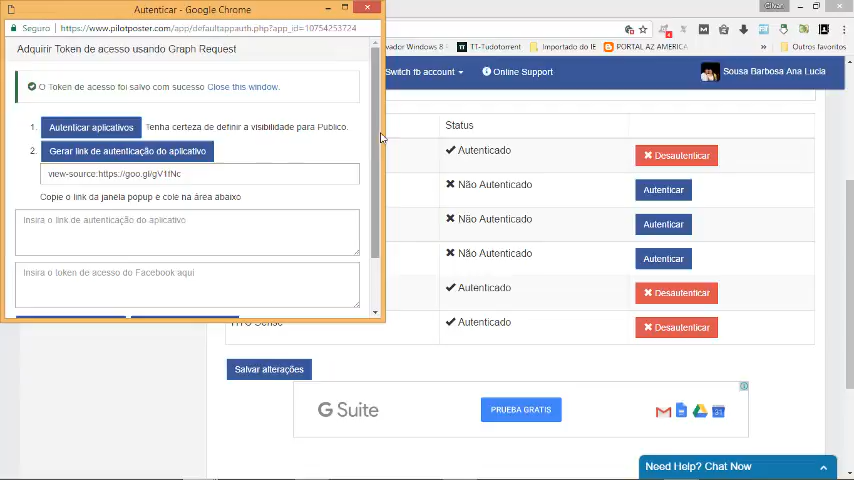 Autenticar - Google Chrome
Seguro https://www.pilotposter.com/app/defaultappauth.php?app_id=10754253724
Adquirir Token de acesso usando Graph Request
O Token de acesso foi salvo com sucesso Close this window.
1. Autenticar aplicativos Tenha certeza de definir a visibilidade para Publico.
2. Gerar link de autenticação do aplicativo
view-source:https://goo.gl/gV1fNc
Copie o link da janela popup e cole na área abaixo
Insira o link de autenticação do aplicativo
Insira o token de acesso do Facebook aqui
Gilvan
vador Windows 8 TT-Tudotorrent Importado do IE PORTAL AZ AMERICA » Outros favoritos
Switch fb account Online Support Sousa Barbosa Ana Lucia
Status
Autenticado Desautenticar
Não Autenticado Autenticar
Não Autenticado Autenticar
Não Autenticado Autenticar
Autenticado Desautenticar
Autenticado Desautenticar
Salvar alterações
G Suite PRUEBA GRATIS
31
Need Help? Chat Now